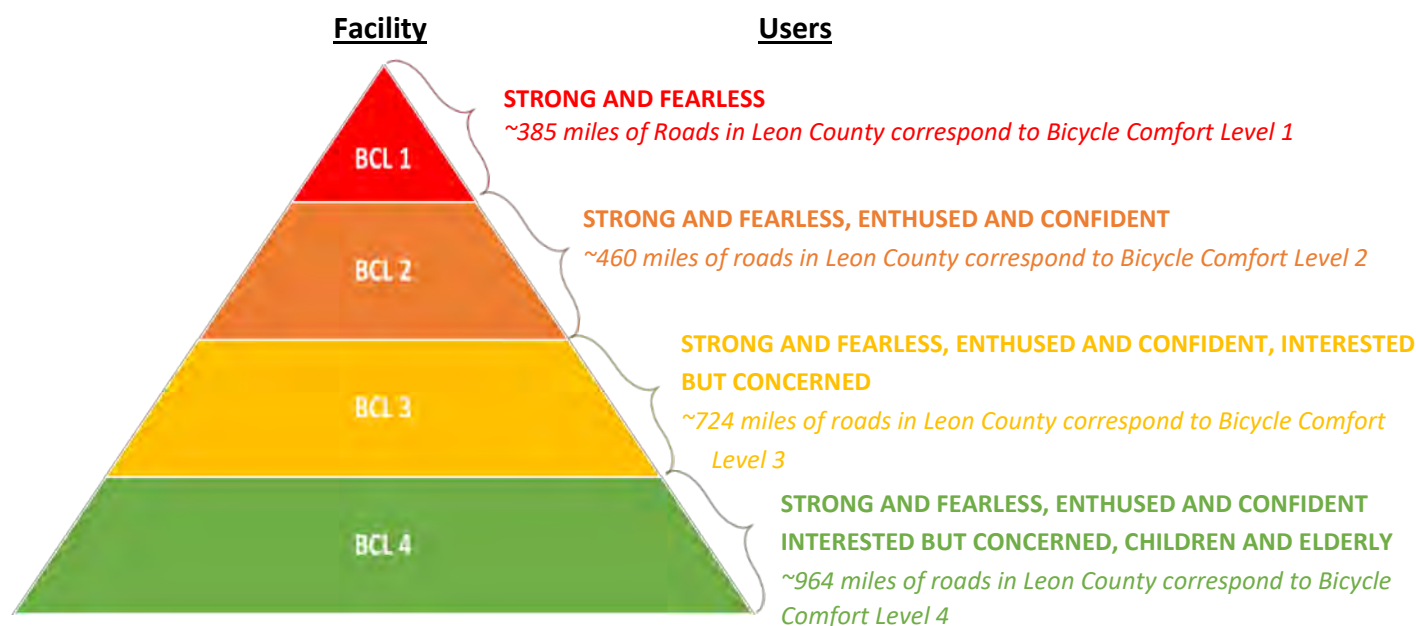 Facility
Users
STRONG AND FEARLESS
~385 miles of Roads in Leon County correspond to Bicycle Comfort Level 1
BCL 1
STRONG AND FEARLESS, ENTHUSED AND CONFIDENT
~460 miles of roads in Leon County correspond to Bicycle Comfort Level 2
BCL 2
STRONG AND FEARLESS, ENTHUSED AND CONFIDENT, INTERESTED
BUT CONCERNED
~724 miles of roads in Leon County correspond to Bicycle Comfort
Level 3
BCL 3
STRONG AND FEARLESS, ENTHUSED AND CONFIDENT
INTERESTED BUT CONCERNED, CHILDREN AND ELDERLY
~964 miles of roads in Leon County correspond to Bicycle
Comfort Level 4
BCL 4